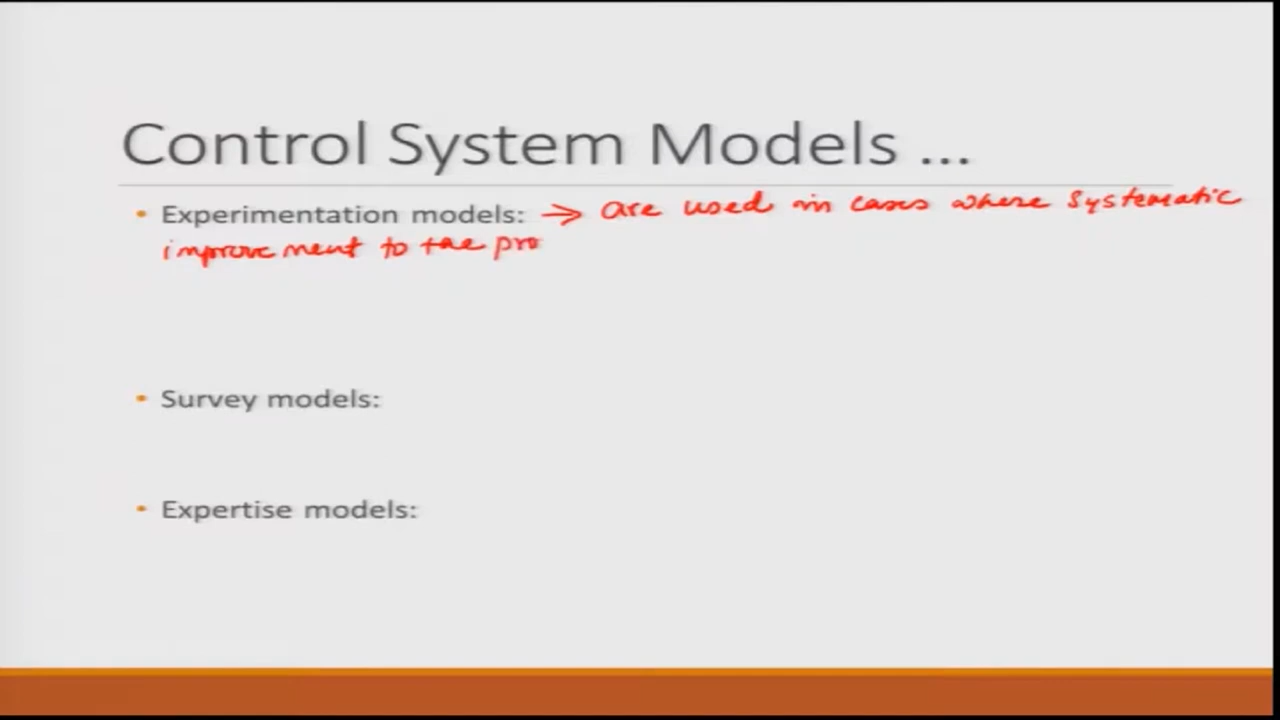 Control System Models ...
• Experimentation models: → are used in cases where systematic
improvement to the pro
• Survey models:
• Expertise models: